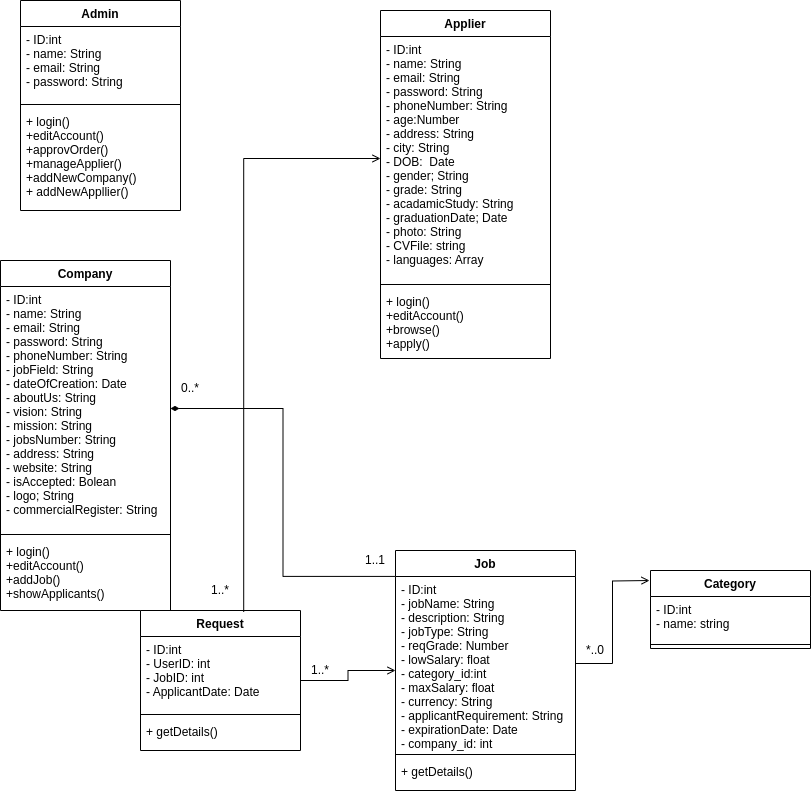 Admin
- ID:int
- name: String
- email: String
- password: String
+ login()
+editAccount()
+approvOrder()
+manageApplier()
+addNewCompany()
+ addNewAppllier()
Applier
- ID:int
- name: String
- email: String
- password: String
- phoneNumber: String
- age:Number
- address: String
- city: String
- DOB:  Date
- gender; String
- grade: String
- acadamicStudy: String
- graduationDate; Date
- photo: String
- CVFile: string
- languages: Array
+ login()
+editAccount()
+browse()
+apply()
Company
- ID:int
- name: String
- email: String
- password: String
- phoneNumber: String
- jobField: String
- dateOfCreation: Date
- aboutUs: String
- vision: String
- mission: String
- jobsNumber: String
- address: String
- website: String
- isAccepted: Bolean
- logo; String
- commercialRegister: String
+ login()
+editAccount()
+addJob()
+showApplicants()
0..*
1..1
1..*
Request
- ID:int
- UserID: int
- JobID: int
- ApplicantDate: Date
+ getDetails()
1..*
Job
- ID:int
- jobName: String
- description: String
- jobType: String
- reqGrade: Number
- lowSalary: float
- category_id:int
- maxSalary: float
- currency: String
- applicantRequirement: String
- expirationDate: Date
- company_id: int
+ getDetails()
*..0
Category
- ID:int
- name: string